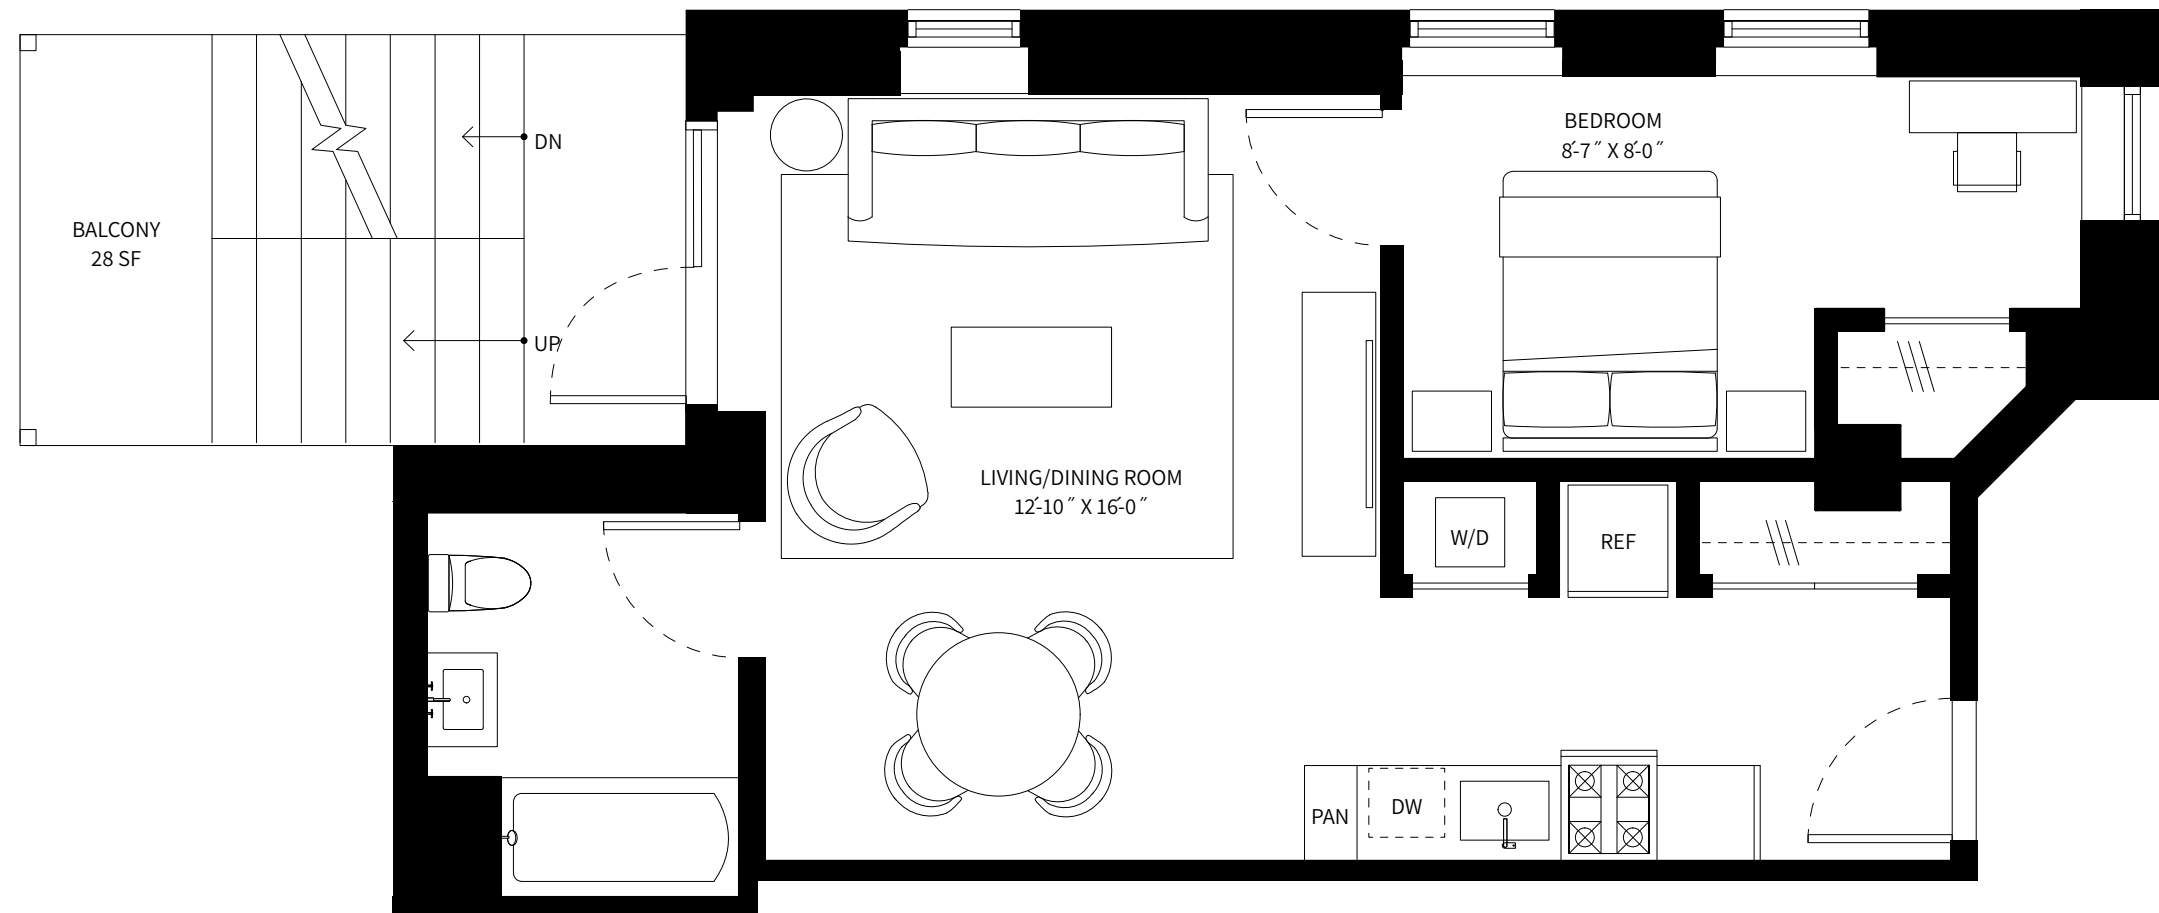 DN
BEDROOM
8'-7" X 8'-0"
BALCONY
28 SF
UP
LIVING/DINING ROOM
12'-10" X 16'-0"
W/D
REF
PAN
DW